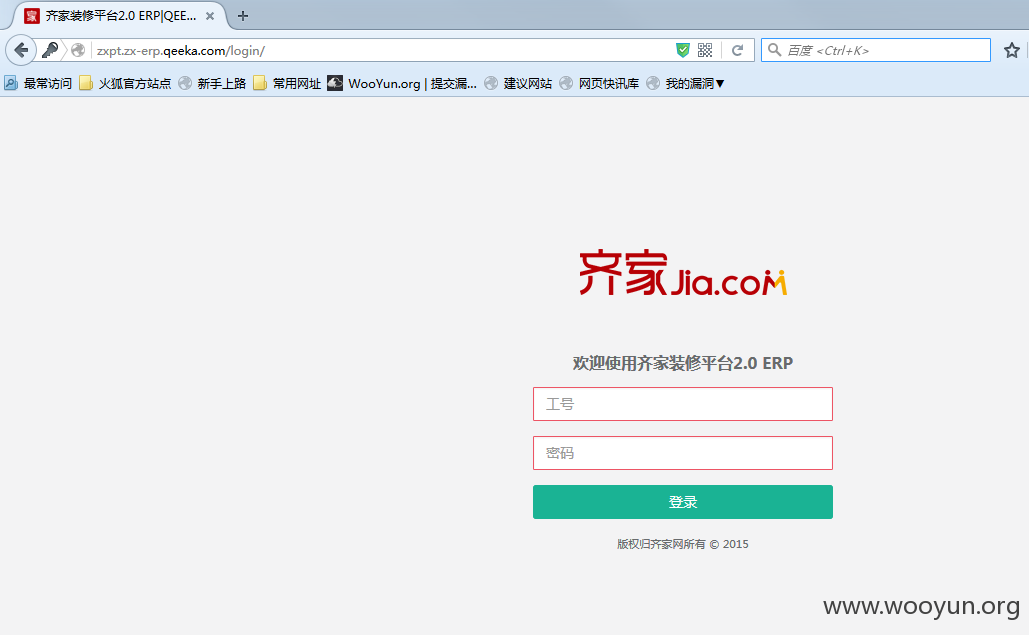 齐家装修平台2.0 ERP|QEE...
zxpt.zx-erp.qeeka.com/login/
百度 <Ctrl+K>
最常访问 火狐官方站点 新手上路 常用网址 WooYun.org | 提交漏... 建议网站 网页快讯库 我的漏洞▼
齐家Jia.com
欢迎使用齐家装修平台2.0 ERP
工号
密码
登录
版权归齐家网所有 © 2015
www.wooyun.org